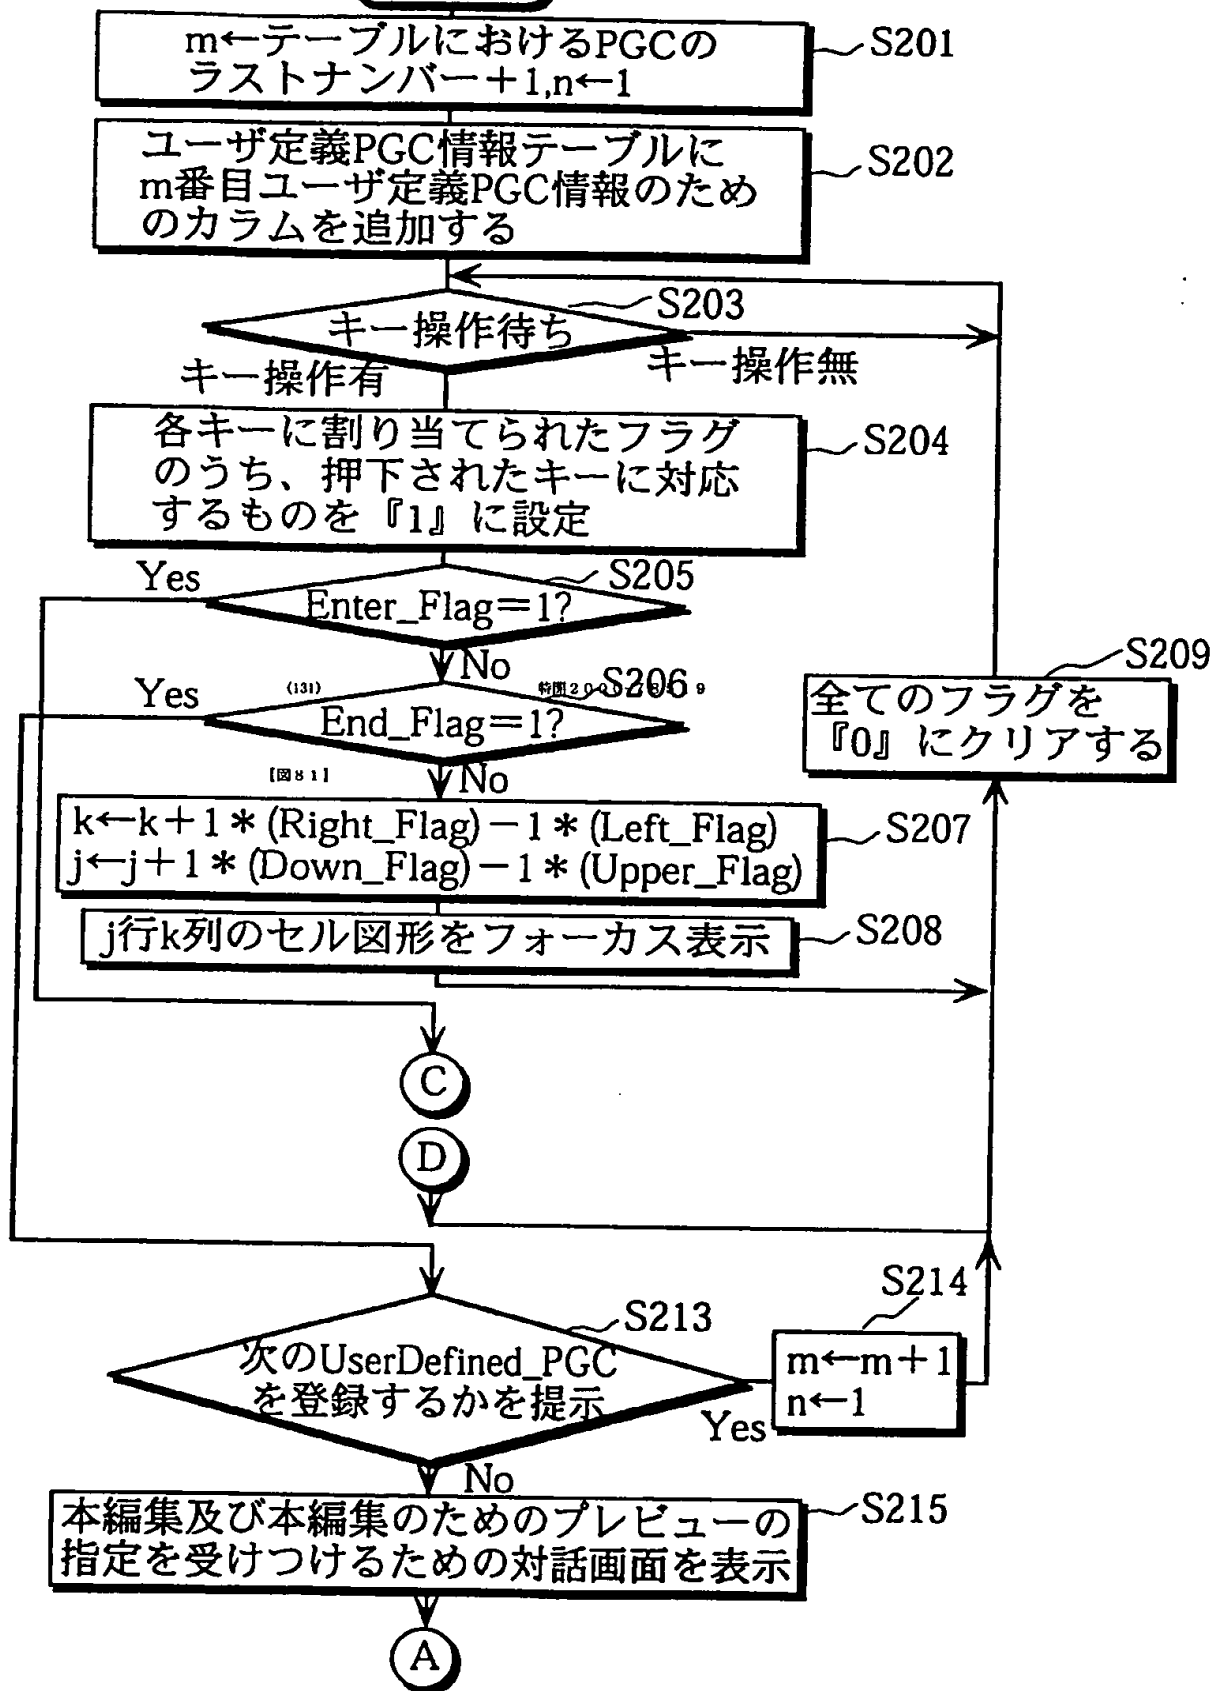 m←テーブルにおけるPGCの
ラストナンバー+1,n←1
S201
ユーザ定義PGC情報テーブルに
m番目ユーザ定義PGC情報のため
のカラムを追加する
S202
S203
キー操作待ち
キー操作有
キー操作無
各キーに割り当てられたフラグ
のうち、押下されたキーに対応
するものを『1』に設定
S204
Yes
S205
Enter_Flag=1?
No
S209
全てのフラグを
『0』にクリアする
Yes
(131)
S206
End_Flag=1?
No
【図81】
k←k+1*(Right_Flag)-1*(Left_Flag)
j←j+1*(Down_Flag)-1*(Upper_Flag)
S207
j行k列のセル図形をフォーカス表示
S208
C
D
S213
次のUserDefined_PGC
を登録するかを提示
Yes
S214
m←m+1
n←1
No
本編集及び本編集のためのプレビューの
指定を受けつけるための対話画面を表示
S215
A